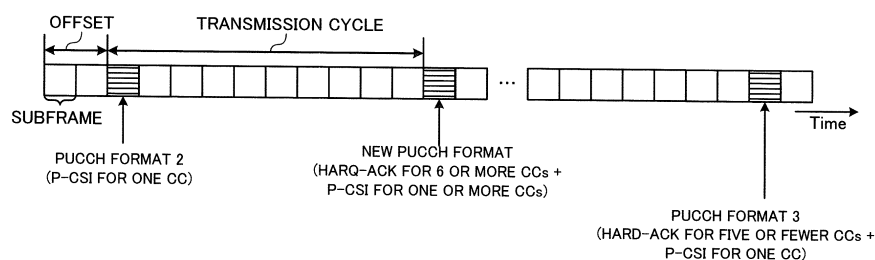 OFFSET
TRANSMISSION CYCLE
...
SUBFRAME
Time
PUCCH FORMAT 2
(P-CSI FOR ONE CC)
NEW PUCCH FORMAT
(HARQ-ACK FOR 6 OR MORE CCs +
P-CSI FOR ONE OR MORE CCs)
PUCCH FORMAT 3
(HARD-ACK FOR FIVE OR FEWER CCs +
P-CSI FOR ONE CC)